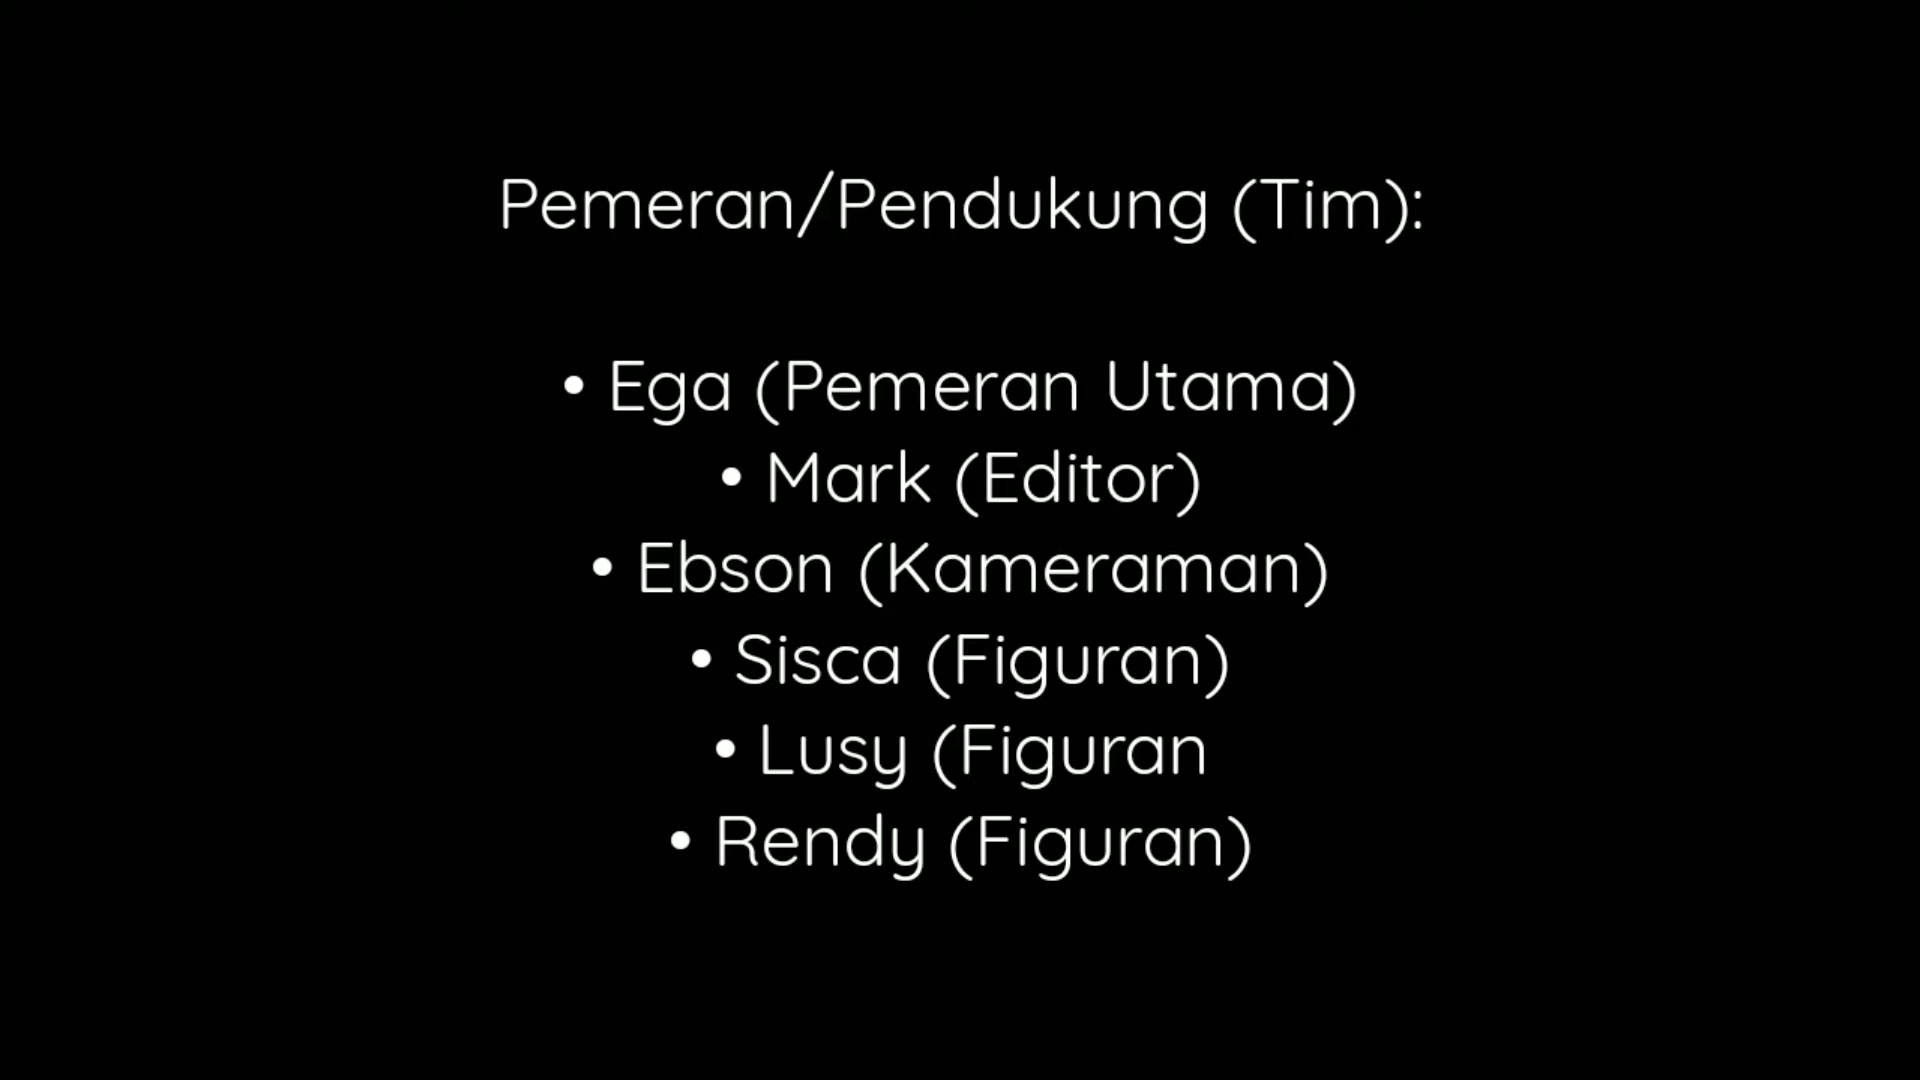 Pemeran/Pendukung (Tim):
• Ega (Pemeran Utama)
• Mark (Editor)
• Ebson (Kameraman)
• Sisca (Figuran)
• Lusy (Figuran
• Rendy (Figuran)